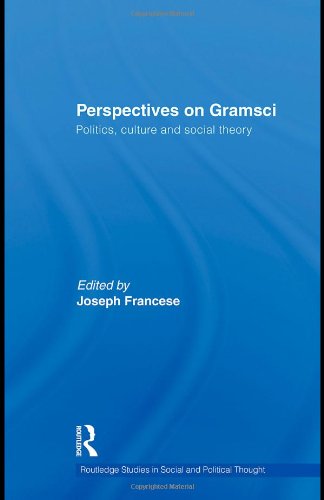 Perspectives on Gramsci
Politics, culture and social theory
Edited by
Joseph Francese
ROUTLEDGE
Routledge Studies in Social and Political Thought